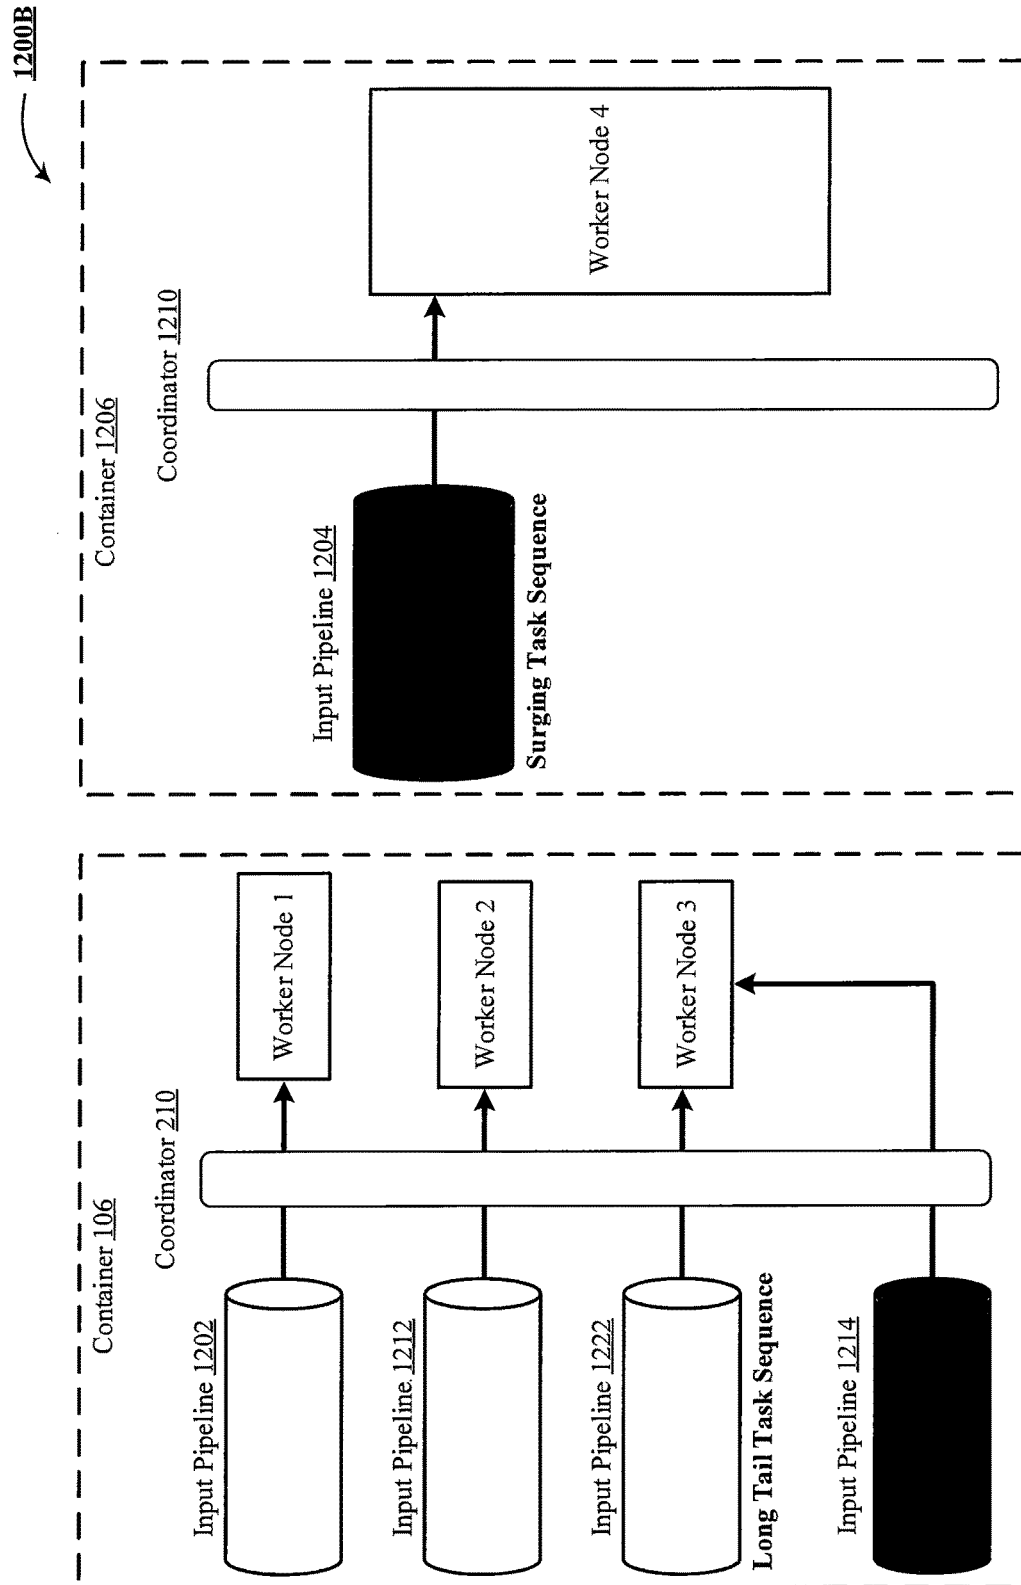 1200B
Container 106
Coordinator 210
Input Pipeline 1202
Worker Node 1
Input Pipeline. 1212
Worker Node 2
Input Pipeline 1222
Worker Node 3
Long Tail Task Sequence
Input Pipeline 1214
Container 1206
Coordinator 1210
Input Pipeline 1204
Worker Node 4
Surging Task Sequence